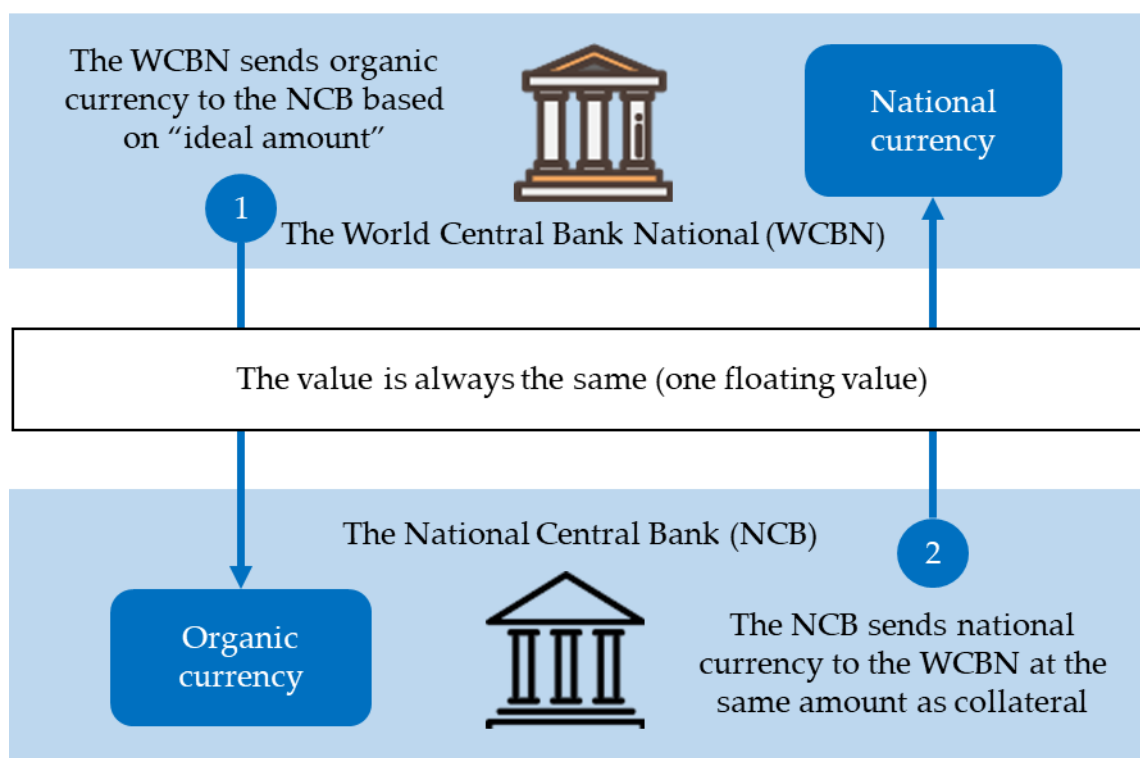 The WCBN sends organic
currency to the NCB based
on “ideal amount”
National
currency
1
The World Central Bank National (WCBN)
The value is always the same (one floating value)
The National Central Bank (NCB)
2
Organic
currency
The NCB sends national
currency to the WCBN at the
same amount as collateral